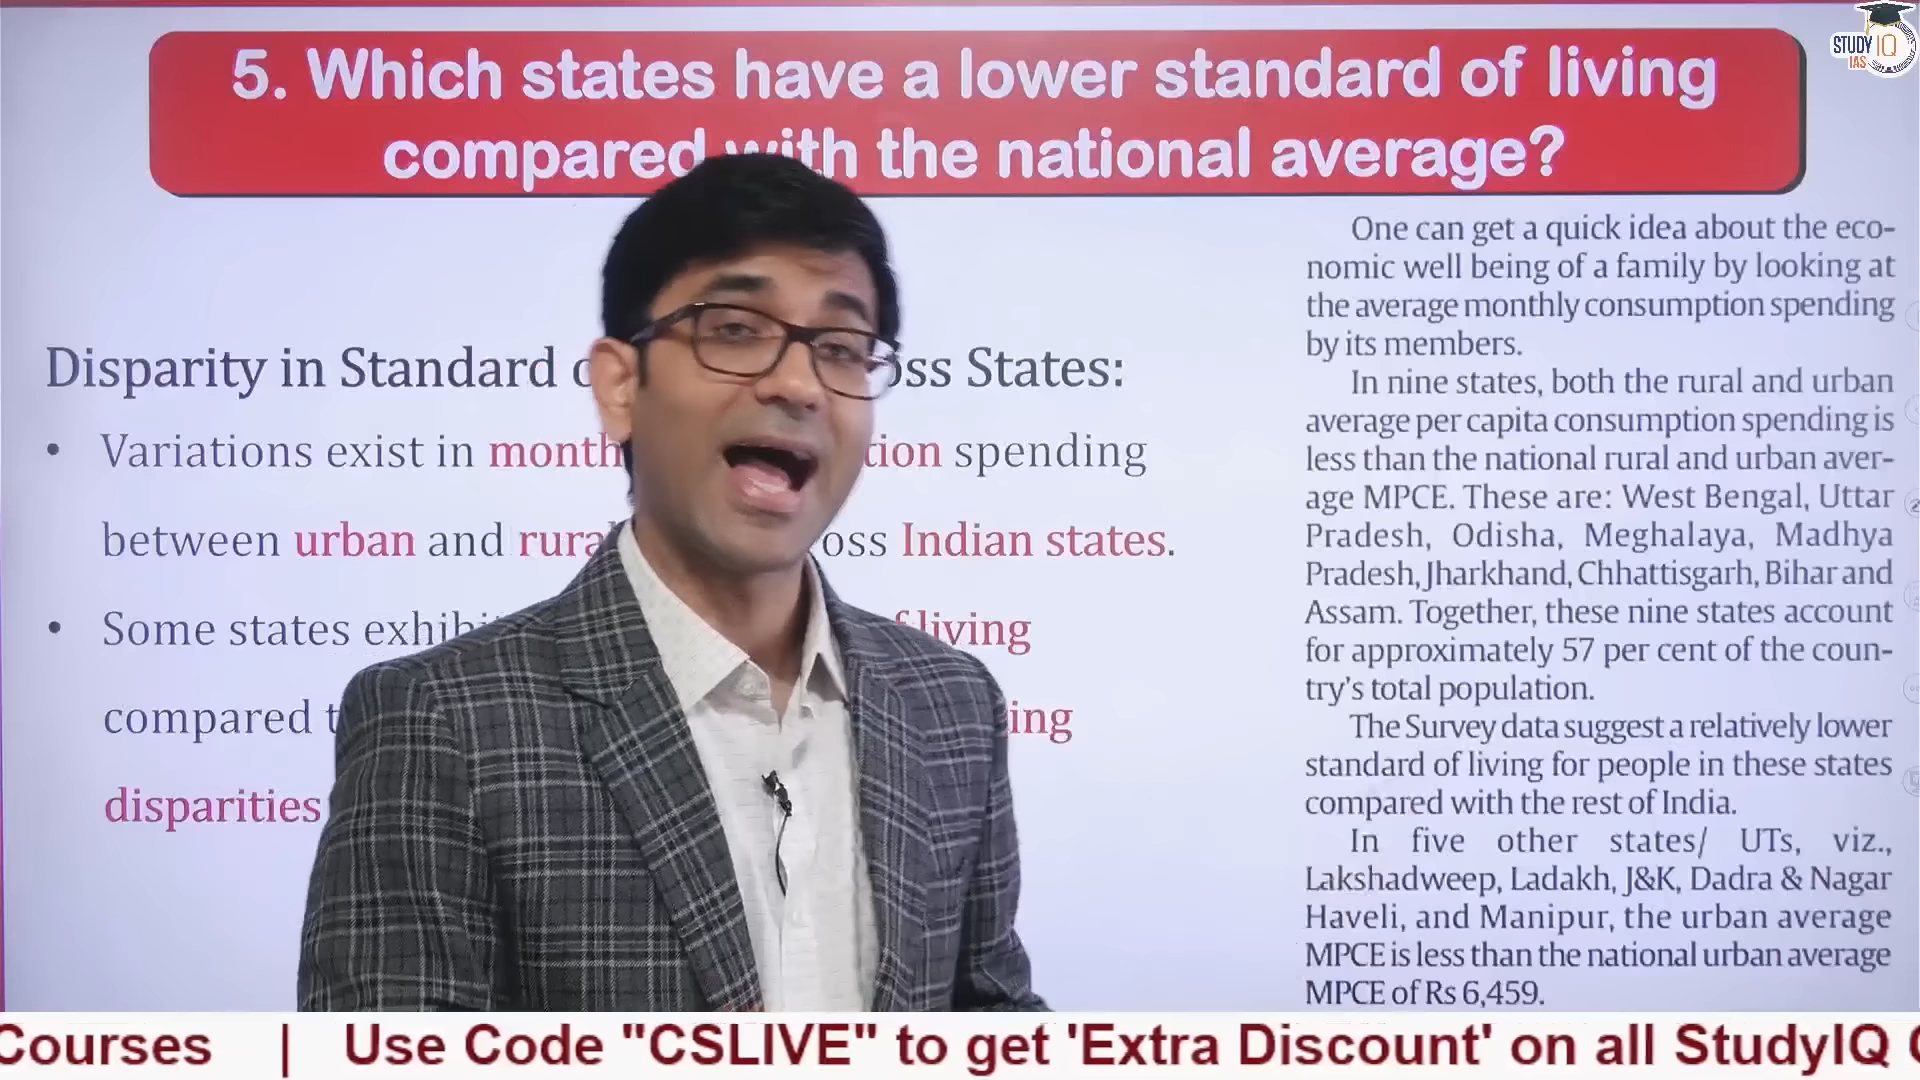 STUDY IQ
IAS
5. Which states have a lower standard of living
compared with the national average?
Disparity in Standard oss States:
• Variations exist in month tion spending
between urban and rura oss Indian states.
• Some states exhibi living
compared t ing
disparities
One can get a quick idea about the eco-
nomic well being of a family by looking at
the average monthly consumption spending
by its members.
In nine states, both the rural and urban
average per capita consumption spending is
less than the national rural and urban aver-
age MPCE. These are: West Bengal, Uttar
Pradesh, Odisha, Meghalaya, Madhya
Pradesh, Jharkhand, Chhattisgarh, Bihar and
Assam. Together, these nine states account
for approximately 57 per cent of the coun-
try's total population.
The Survey data suggest a relatively lower
standard of living for people in these states
compared with the rest of India.
In five other states/ UTs, viz.,
Lakshadweep, Ladakh, J&K, Dadra & Nagar
Haveli, and Manipur, the urban average
MPCE is less than the national urban average
MPCE of Rs 6,459.
Courses | Use Code "CSLIVE" to get 'Extra Discount' on all StudyIQ